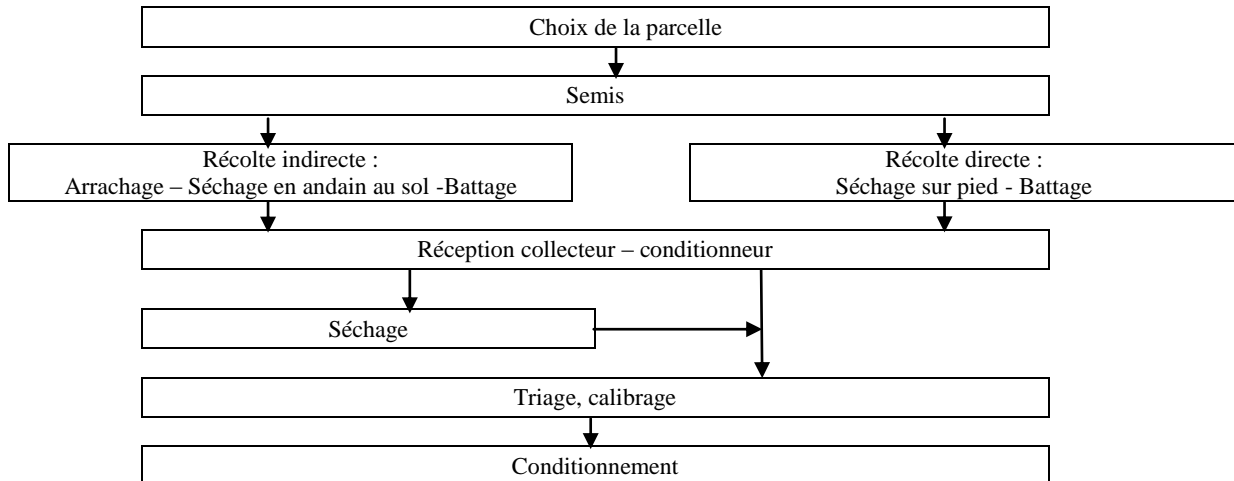 Choix de la parcelle
Semis
Récolte indirecte :
Arrachage – Séchage en andain au sol -Battage
Récolte directe :
Séchage sur pied - Battage
Réception collecteur – conditionneur
Séchage
Triage, calibrage
Conditionnement